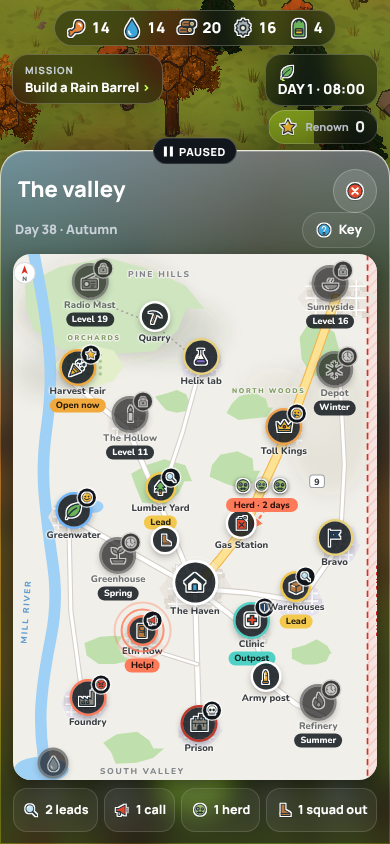 14
14
20
16
4
MISSION
Build a Rain Barrel ›
DAY 1 · 08:00
Renown 0
PAUSED
The valley
Day 38 · Autumn
Key
N
PINE HILLS
Radio Mast
Level 19
Sunnyside
Level 16
Quarry
ORCHARDS
Helix lab
Harvest Fair
Open now
Depot
Winter
NORTH WOODS
The Hollow
Level 11
Toll Kings
9
Lumber Yard
Lead
Herd · 2 days
Greenwater
Gas Station
Bravo
Greenhouse
Spring
The Haven
Warehouses
Lead
MILL RIVER
Elm Row
Help!
Clinic
Outpost
Army post
Foundry
Refinery
Summer
Prison
SOUTH VALLEY
2 leads
1 call
1 herd
1 squad out